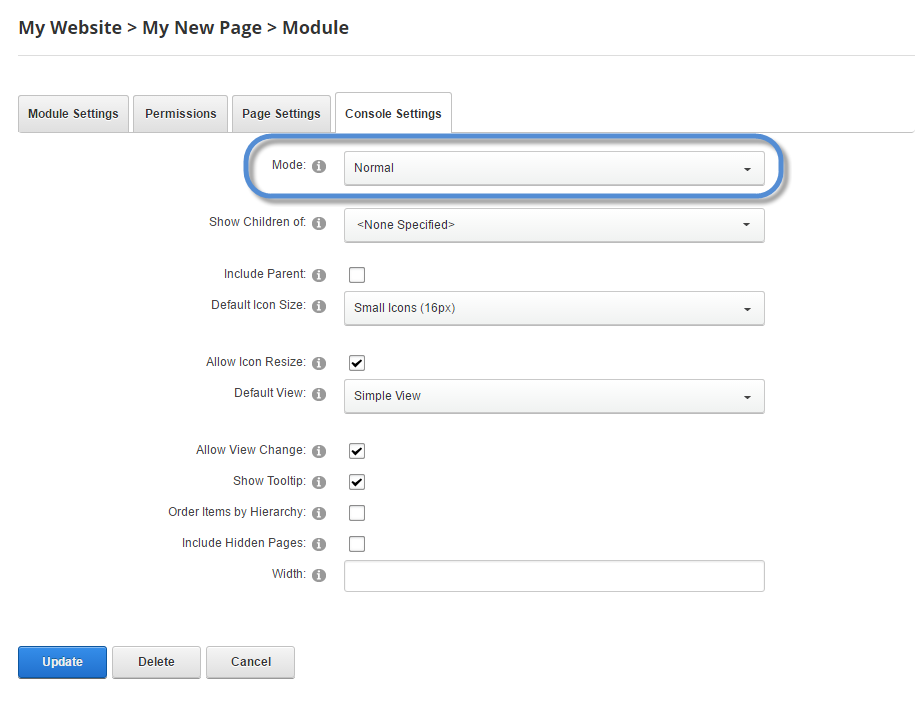 My Website > My New Page > Module
Module Settings Permissions Page Settings Console Settings
Mode: Normal
Show Children of: <None Specified>
Include Parent:
Default Icon Size: Small Icons (16px)
Allow Icon Resize:
Default View: Simple View
Allow View Change:
Show Tooltip:
Order Items by Hierarchy:
Include Hidden Pages:
Width:
Update Delete Cancel